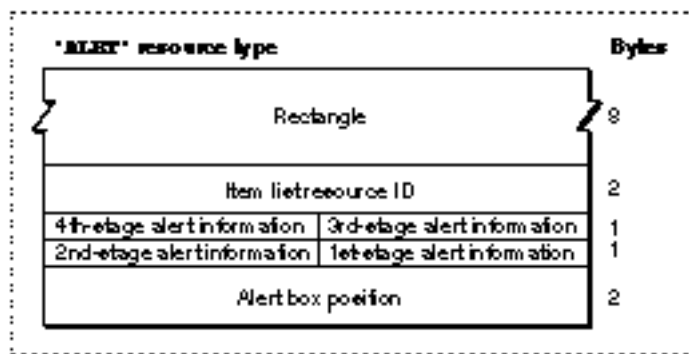 'ALRT' resource type Bytes
Rectangle 8
Item list resource ID 2
4th-stage alert information 3rd-stage alert information 1
2nd-stage alert information 1st-stage alert information 1
Alert box position 2